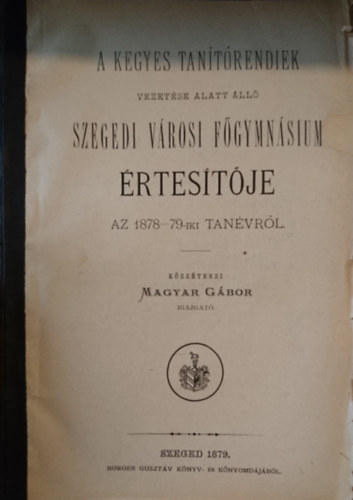 A KEGYES TANÍTÓRENDIEK
VEZETÉSE ALATT ÁLLÓ
SZEGEDI VÁROSI FŐGYMNÁSIUM
ÉRTESÍTŐJE
AZ 1878–79-IKI TANÉVRŐL.
KÖZZÉTESZI
MAGYAR GÁBOR
IGAZGATÓ.
SZEGED 1879.
BURGER GUSZTÁV KÖNYV- ÉS KŐNYOMDÁJÁBÓL.